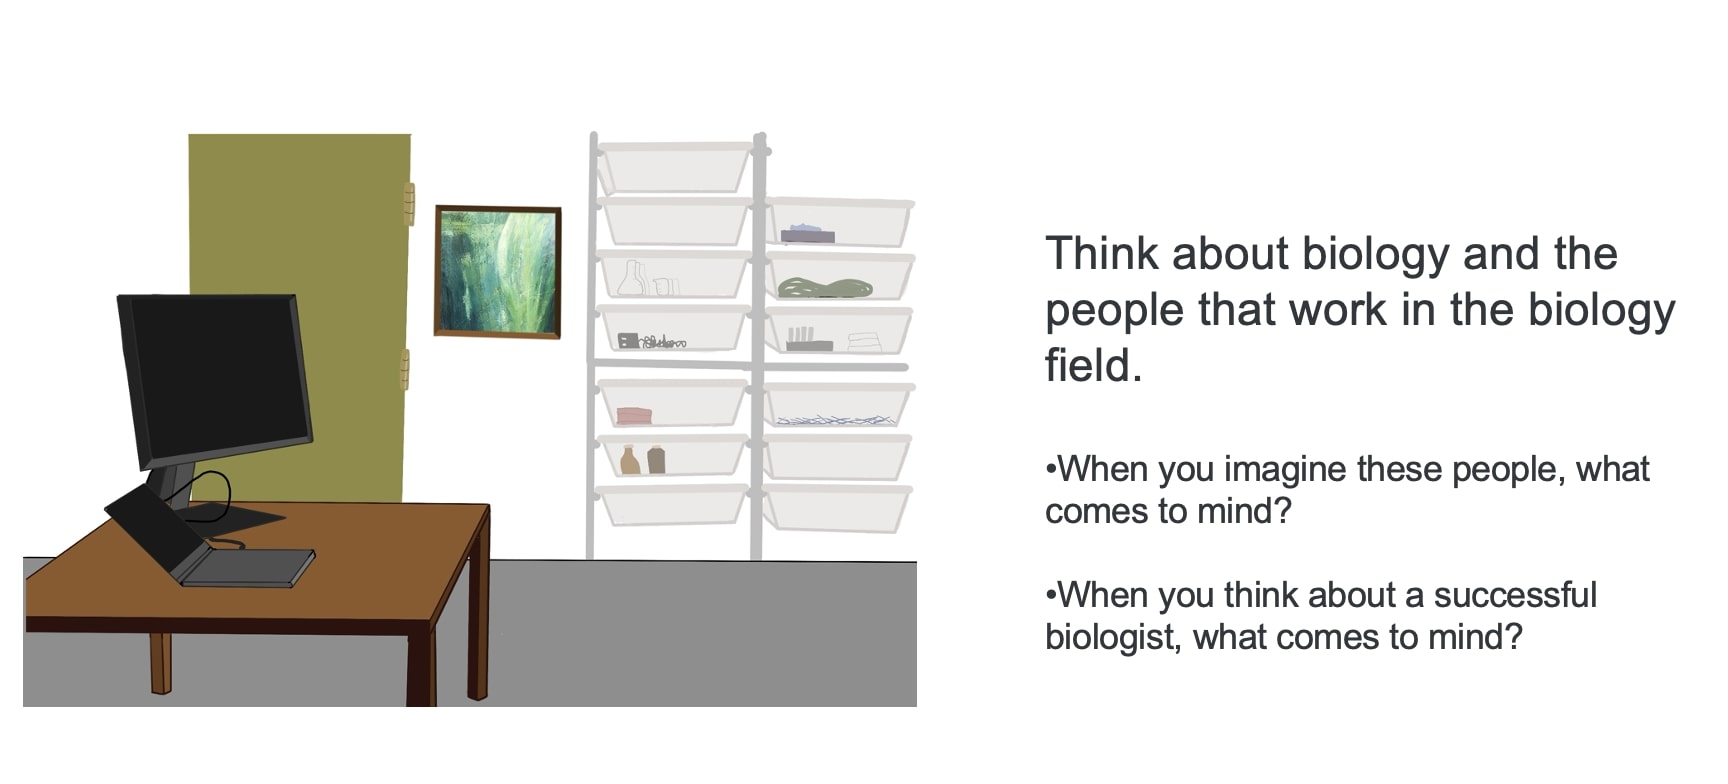 Think about biology and the
people that work in the biology
field.
•When you imagine these people, what
comes to mind?
•When you think about a successful
biologist, what comes to mind?